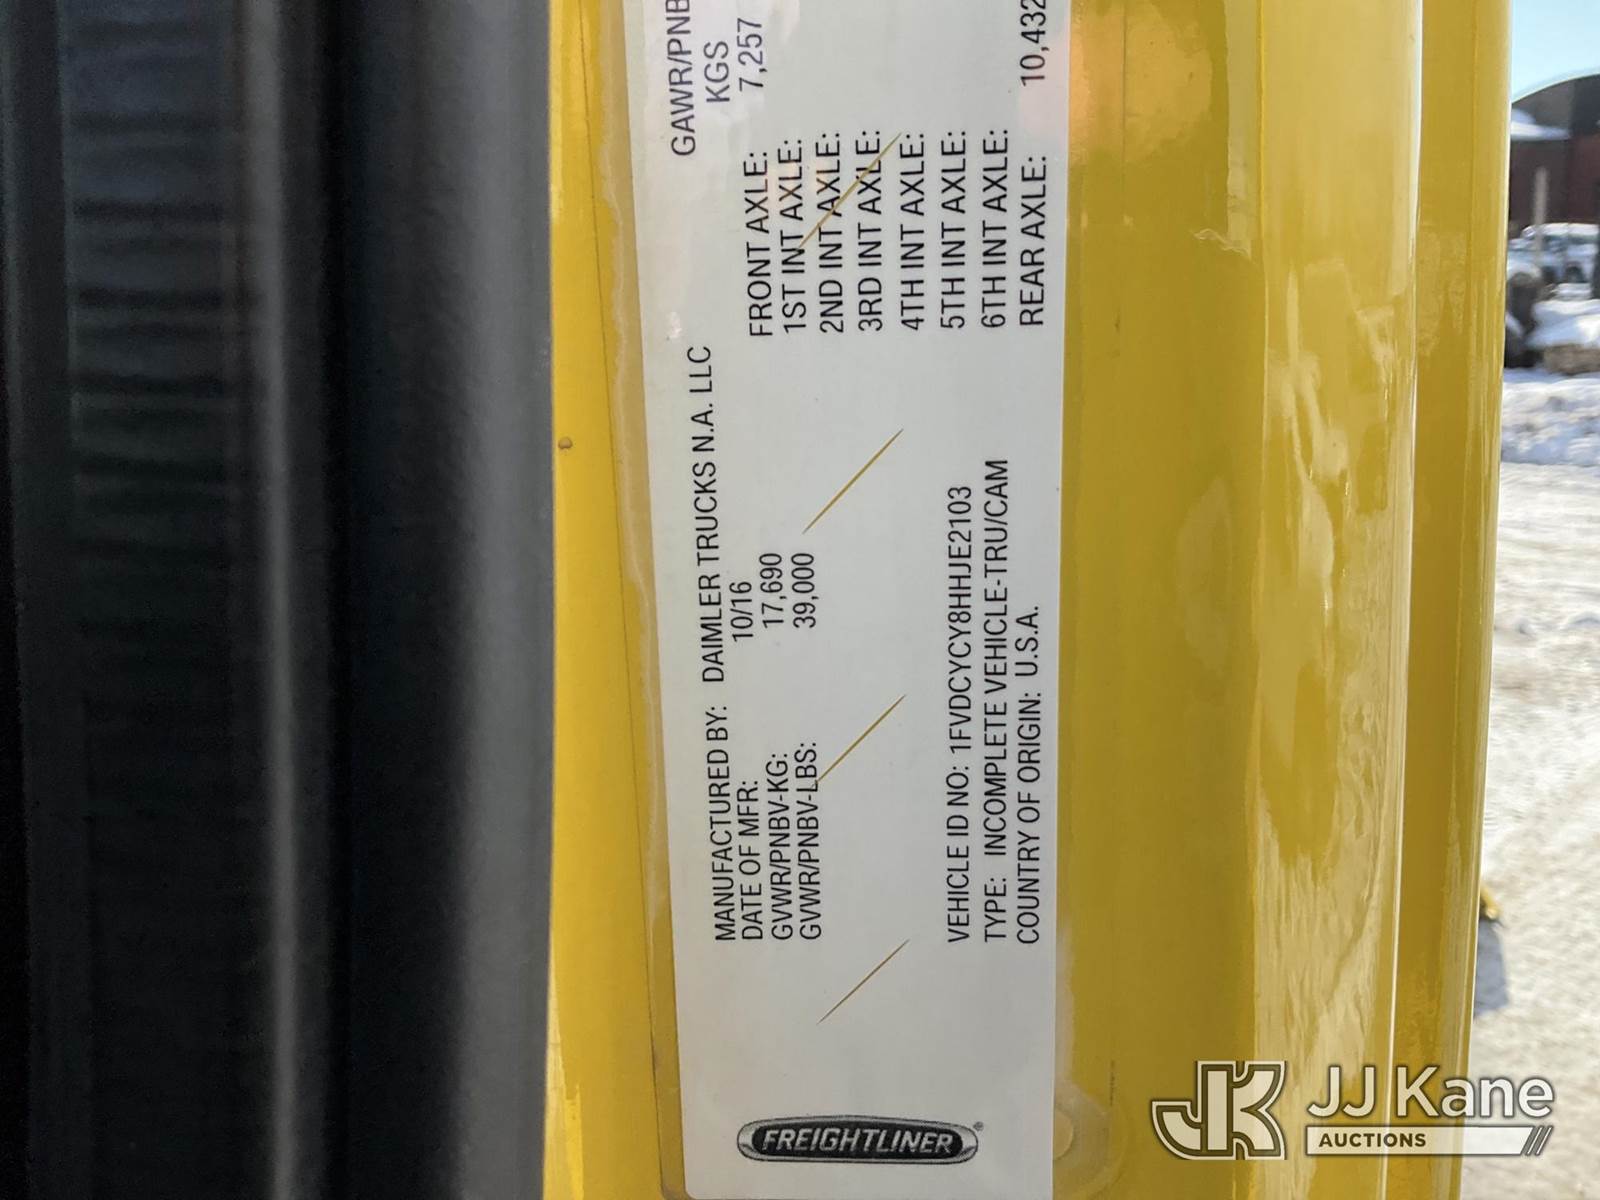 GAWR/PNB
KGS
MANUFACTURED BY: DAIMLER TRUCKS N.A. LLC
DATE OF MFR: 10/16
FRONT AXLE: 7,257
GVWR/PNBV-KG: 17,690
1ST INT AXLE:
GVWR/PNBV-LBS: 39,000
2ND INT AXLE:
3RD INT AXLE:
4TH INT AXLE:
VEHICLE ID NO: 1FVDCYCY8HHJE2103
5TH INT AXLE:
TYPE: INCOMPLETE VEHICLE-TRU/CAM
6TH INT AXLE:
COUNTRY OF ORIGIN: U.S.A.
REAR AXLE: 10,432
FREIGHTLINER®
JK JJ Kane
AUCTIONS